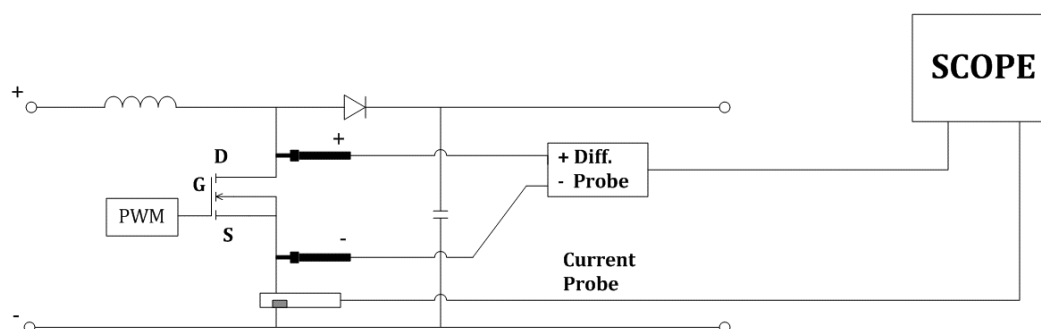 SCOPE
+
+
D
+ Diff.
- Probe
G
PWM
S
-
Current
Probe
-